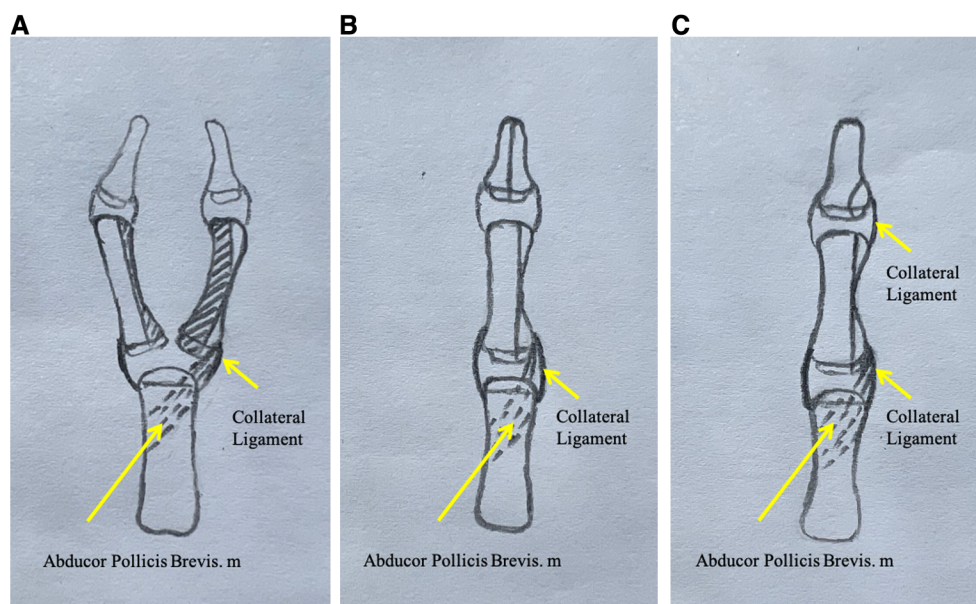 A
B
C
Collateral
Ligament
Abducor Pollicis Brevis. m
Collateral
Ligament
Abducor Pollicis Brevis. m
Collateral
Ligament
Collateral
Ligament
Abducor Pollicis Brevis. m